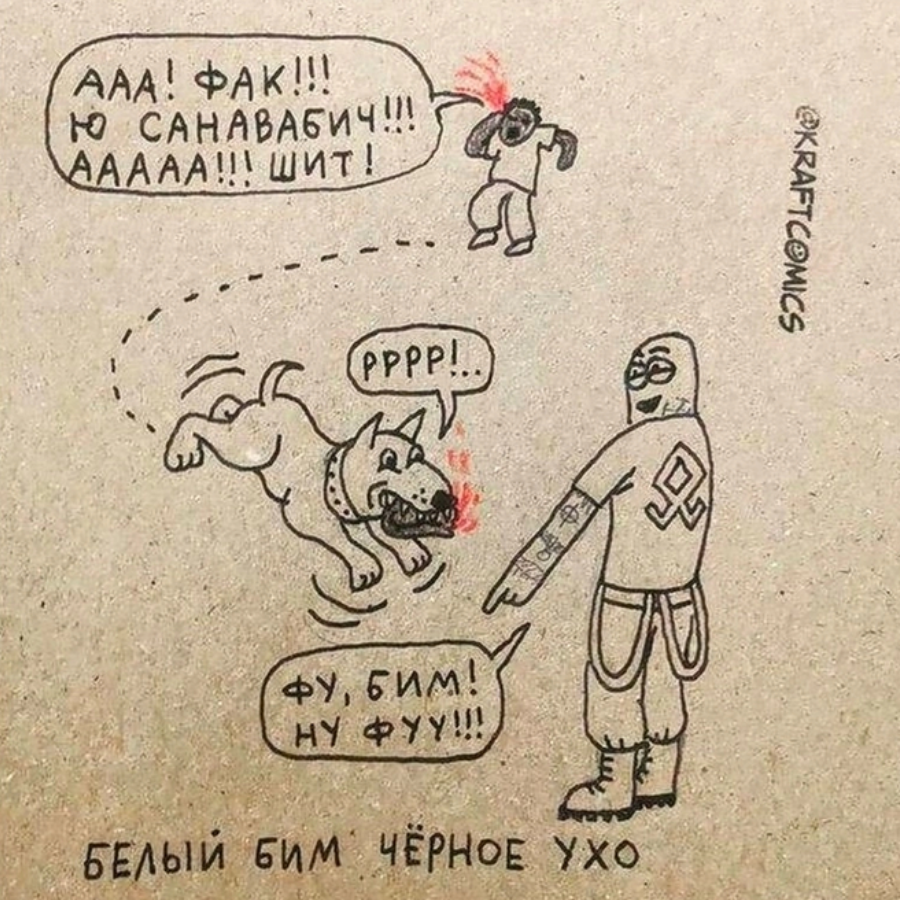 ААА! ФАК!!!
Ю САНАВАБИЧ!!!
ААААА!!! ШИТ!
@KRAFTCOMICS
РРРР!..
ФУ, БИМ!
НУ ФУУ!!!
БЕЛЫЙ БИМ ЧЁРНОЕ УХО